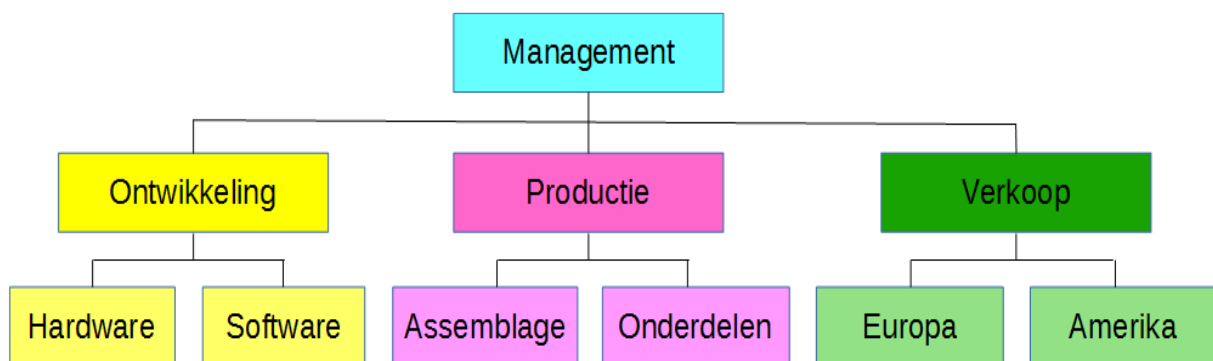 Management
Ontwikkeling
Productie
Verkoop
Hardware
Software
Assemblage
Onderdelen
Europa
Amerika